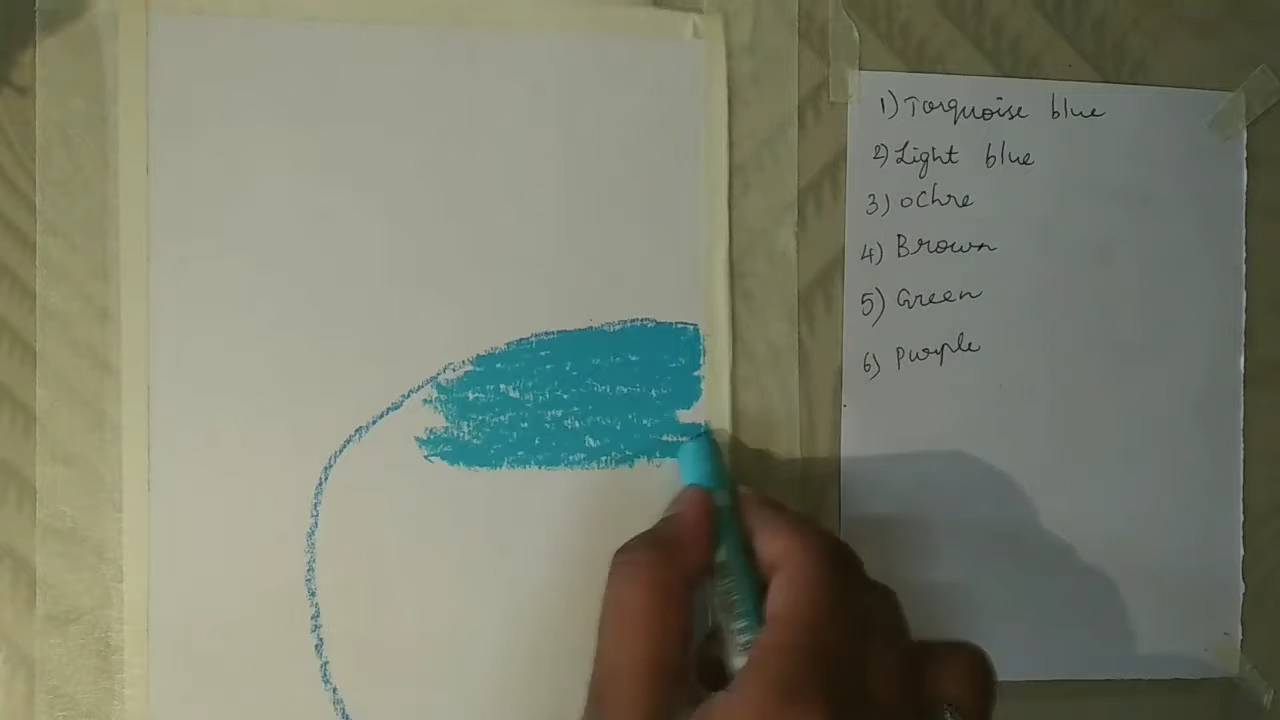 1) Torquoise blue
2) Light blue
3) ochre
4) Brown
5) Green
6) Purple